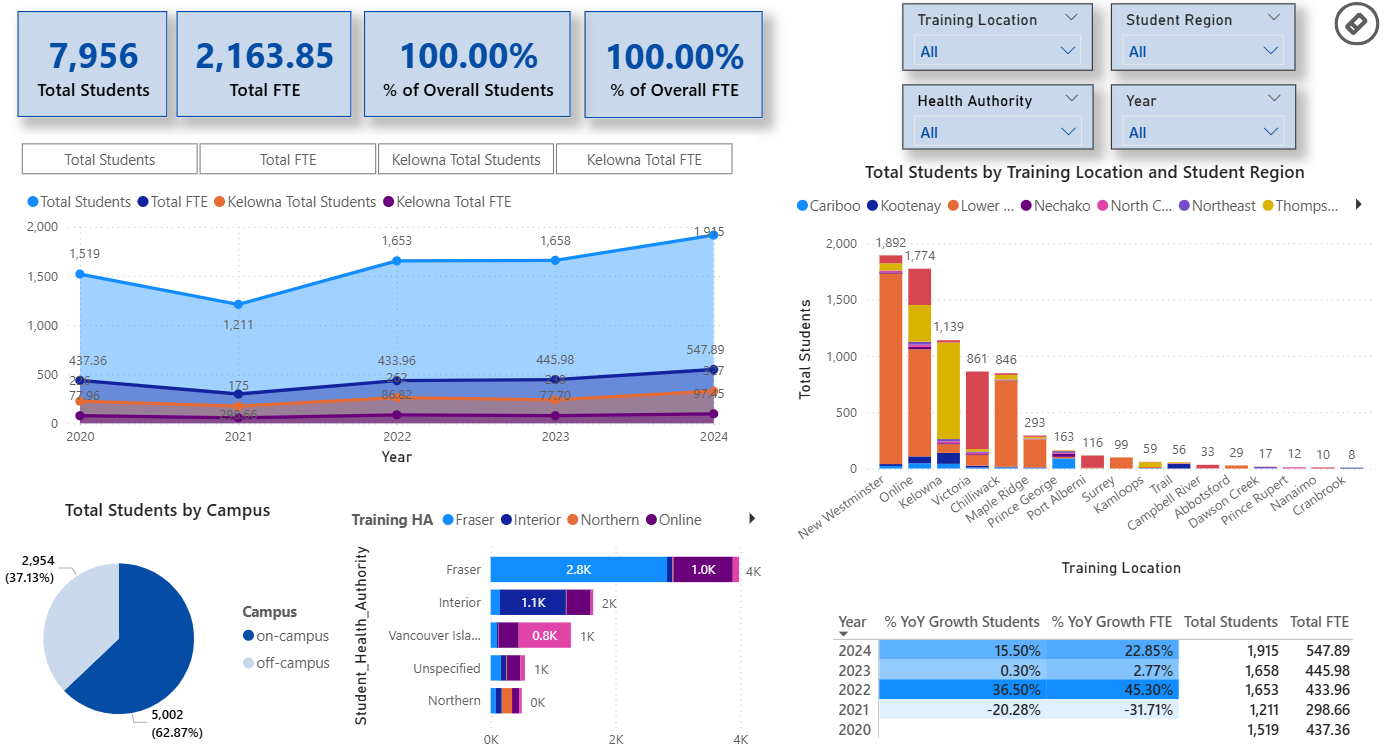 7,956
Total Students
2,163.85
Total FTE
100.00%
% of Overall Students
100.00%
% of Overall FTE
Training Location
All
Student Region
All
Health Authority
All
Year
All
Total Students
Total FTE
Kelowna Total Students
Kelowna Total FTE
Total Students Total FTE Kelowna Total Students Kelowna Total FTE
2,000
1,500
1,000
500
0
1,519
1,211
1,653
1,658
1,915
437.36
175
433.96
445.98
547.89
262
77.96
298.66
86.82
77.70
97.45
2020
2021
2022
2023
2024
Year
Total Students by Training Location and Student Region
Cariboo Kootenay Lower ... Nechako North C... Northeast Thomps...
Total Students
2,000
1,500
1,000
500
0
1,892
1,774
1,139
861
846
293
163
116
99
59
56
33
29
17
12
10
8
New Westminster
Online
Kelowna
Victoria
Chilliwack
Maple Ridge
Prince George
Port Alberni
Surrey
Kamloops
Trail
Campbell River
Abbotsford
Dawson Creek
Prince Rupert
Nanaimo
Cranbrook
Training Location
Total Students by Campus
2,954
(37.13%)
5,002
(62.87%)
Campus
on-campus
off-campus
Training HA Fraser Interior Northern Online
Student_Health_Authority
Fraser 2.8K 1.0K 4K
Interior 1.1K 2K
Vancouver Isla... 0.8K 1K
Unspecified 1K
Northern 0K
0K 2K 4K
Year % YoY Growth Students % YoY Growth FTE Total Students Total FTE
2024 15.50% 22.85% 1,915 547.89
2023 0.30% 2.77% 1,658 445.98
2022 36.50% 45.30% 1,653 433.96
2021 -20.28% -31.71% 1,211 298.66
2020 1,519 437.36